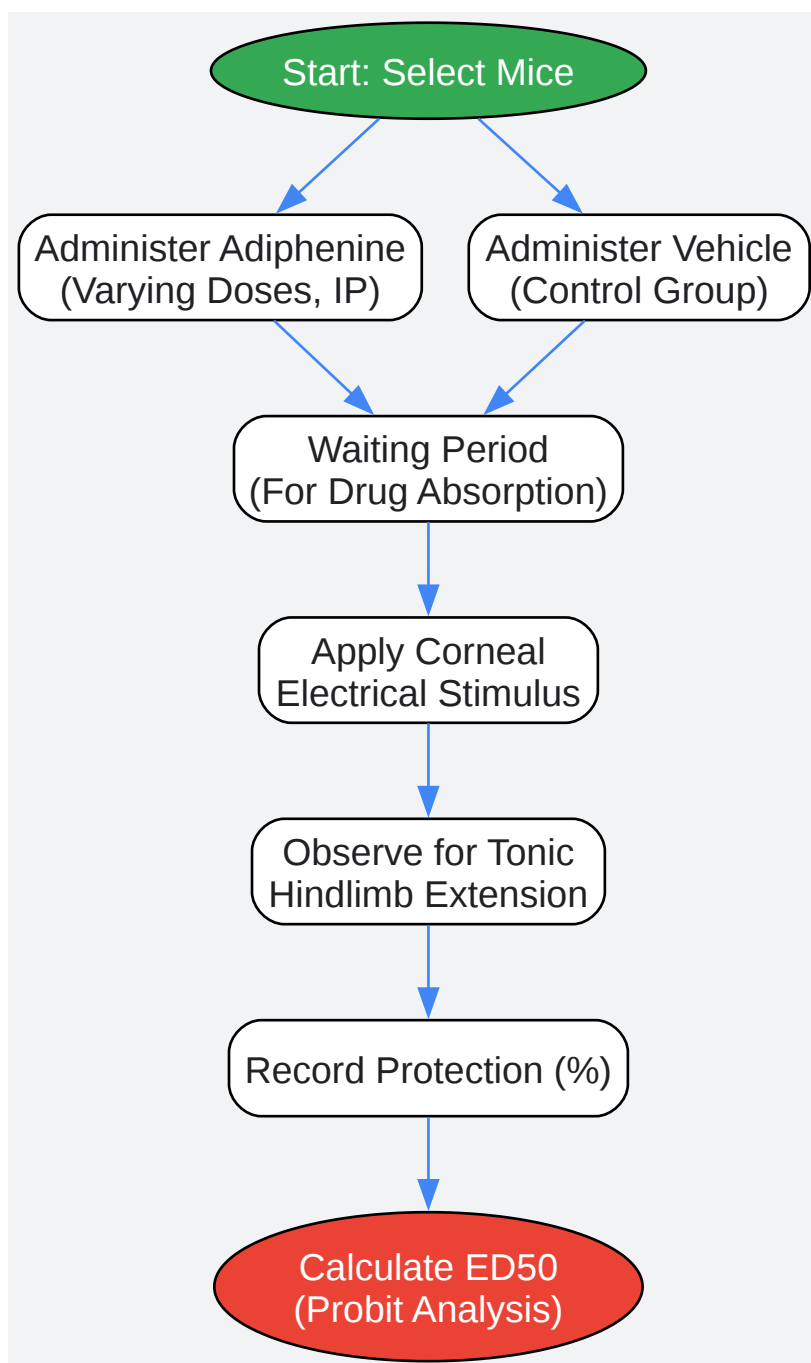 Start: Select Mice
Administer Adiphenine
(Varying Doses, IP)
Administer Vehicle
(Control Group)
Waiting Period
(For Drug Absorption)
Apply Corneal
Electrical Stimulus
Observe for Tonic
Hindlimb Extension
Record Protection (%)
Calculate ED50
(Probit Analysis)